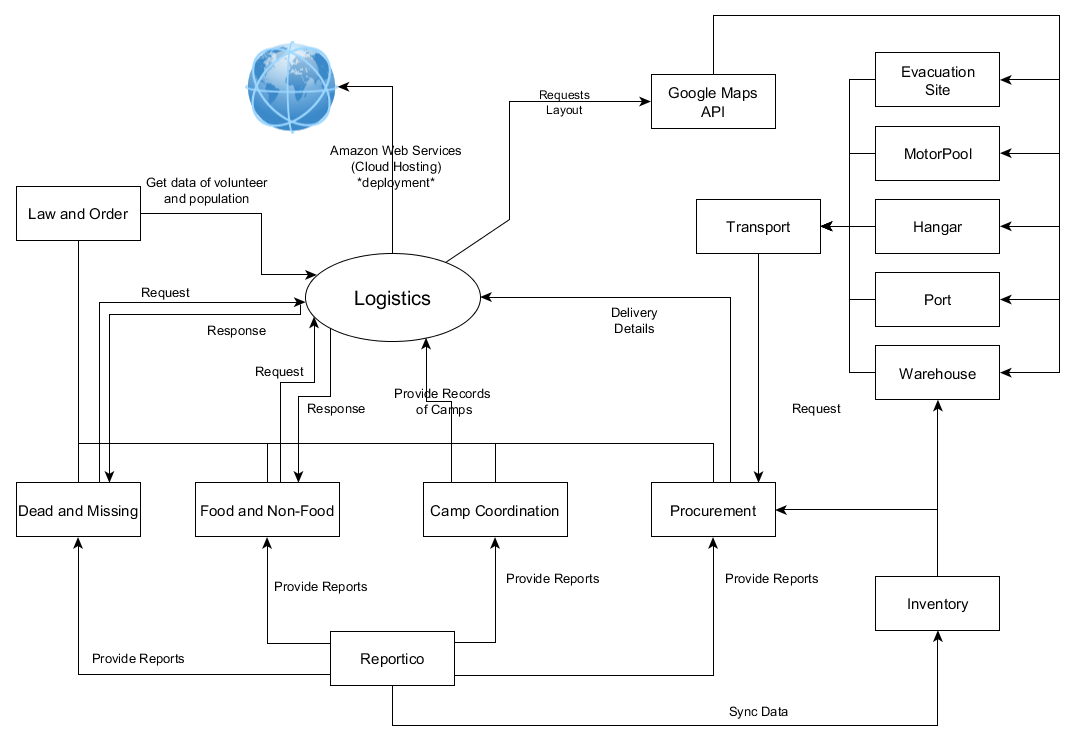 Evacuation
Site
Google Maps
API
Requests
Layout
Amazon Web Services
(Cloud Hosting)
*deployment*
MotorPool
Get data of volunteer
and population
Law and Order
Transport
Hangar
Logistics
Request
Port
Delivery
Details
Response
Request
Warehouse
Provide Records
of Camps
Response
Request
Dead and Missing
Food and Non-Food
Camp Coordination
Procurement
Provide Reports
Provide Reports
Provide Reports
Inventory
Provide Reports
Reportico
Sync Data